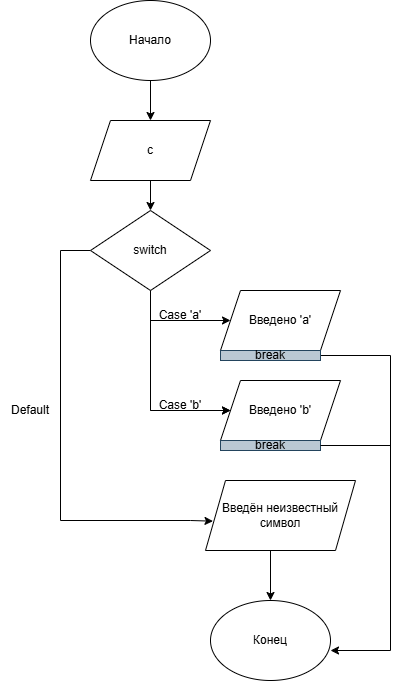 Начало
c
switch
Case 'a'
Введено 'a'
break
Case 'b'
Введено 'b'
break
Default
Введён неизвестный
символ
Конец